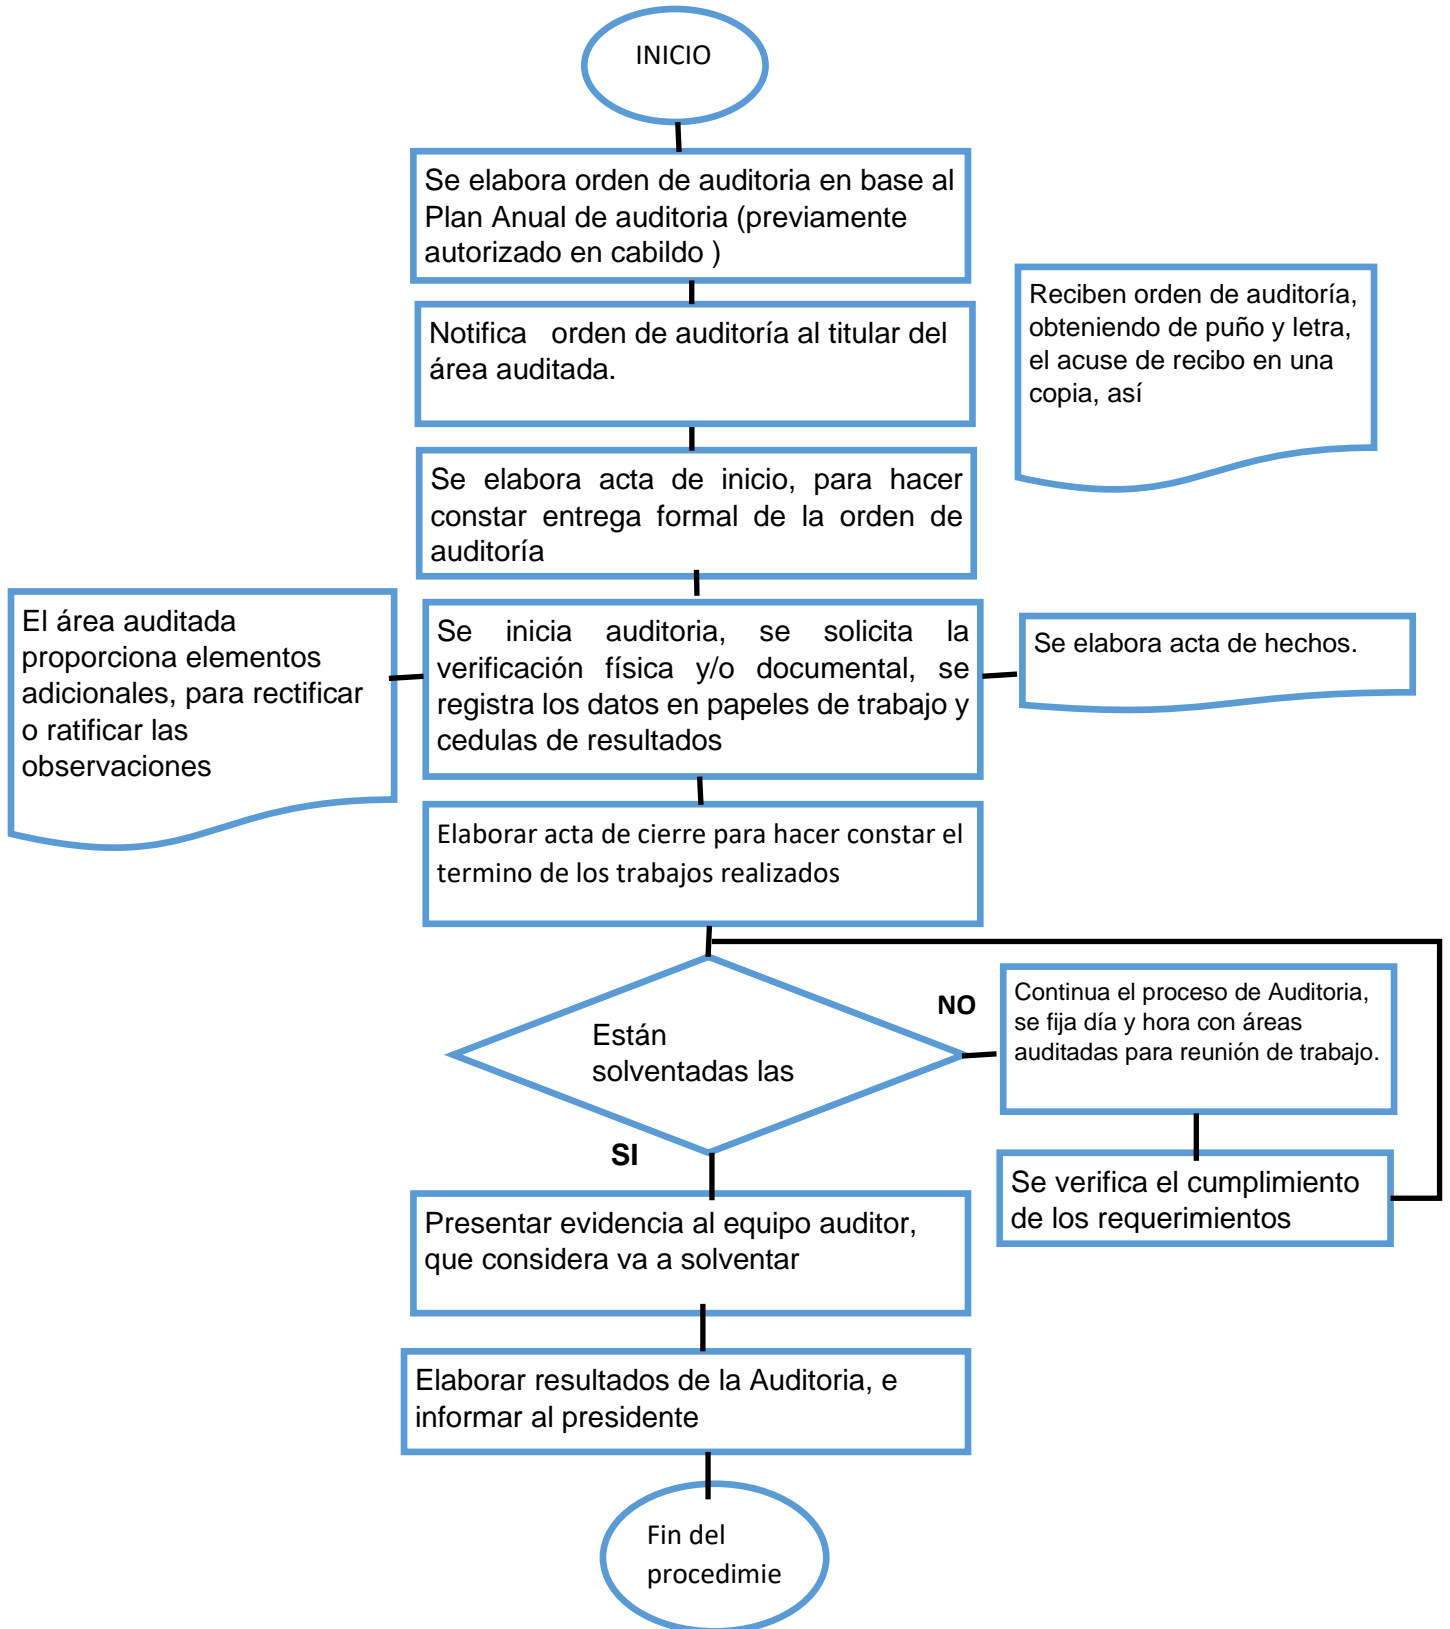 INICIO
Se elabora orden de auditoria en base al
Plan Anual de auditoria (previamente
autorizado en cabildo )
Reciben orden de auditoría,
obteniendo de puño y letra,
el acuse de recibo en una
copia, así
Notifica   orden de auditoría al titular del
área auditada.
Se elabora acta de inicio, para hacer
constar entrega formal de la orden de
auditoría
El área auditada
proporciona elementos
adicionales, para rectificar
o ratificar las
observaciones
Se inicia auditoria, se solicita la
verificación física y/o documental, se
registra los datos en papeles de trabajo y
cedulas de resultados
Se elabora acta de hechos.
Elaborar acta de cierre para hacer constar el
termino de los trabajos realizados
Están
solventadas las
NO
Continua el proceso de Auditoria,
se fija día y hora con áreas
auditadas para reunión de trabajo.
Se verifica el cumplimiento
de los requerimientos
SI
Presentar evidencia al equipo auditor,
que considera va a solventar
Elaborar resultados de la Auditoria, e
informar al presidente
Fin del
procedimie